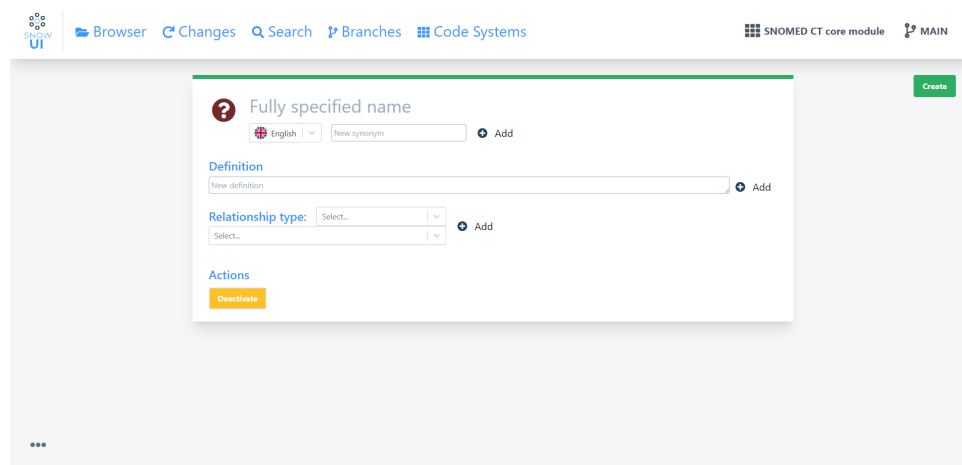 SNOW
UI
Browser Changes Search Branches Code Systems SNOMED CT core module MAIN
Create
Fully specified name
English New synonym Add
Definition
New definition Add
Relationship type: Select...
Add
Select...
Actions
Deactivate